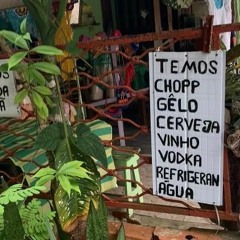 TEMOS
CHOPP
GÊLO
CERVEJA
VINHO
VODKA
REFRIGERAN
ÁGUA